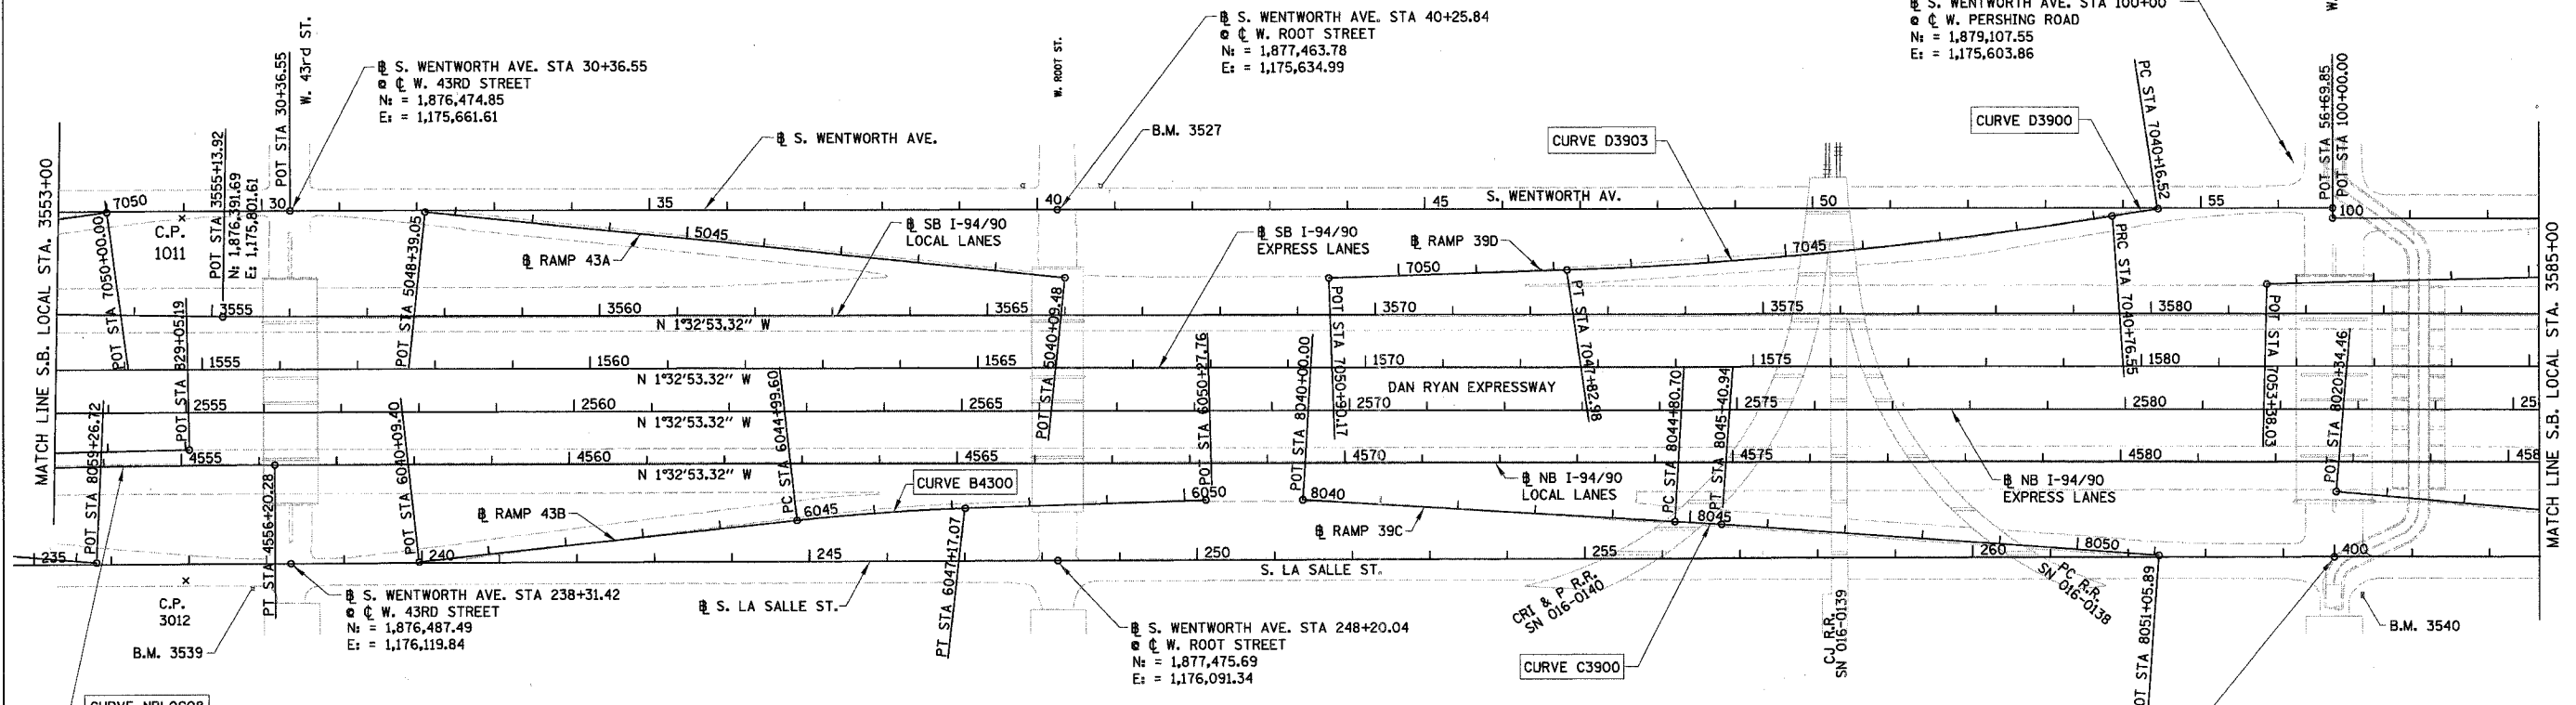 ℄ S. WENTWORTH AVE. STA 100+00
@ ℄ W. PERSHING ROAD
N: = 1,879,107.55
E: = 1,175,603.86
W.
B̲L S. WENTWORTH AVE. STA 40+25.84
@ ℄ W. ROOT STREET
N: = 1,877,463.78
E: = 1,175,634.99
B̲L S. WENTWORTH AVE. STA 30+36.55
@ ℄ W. 43RD STREET
N: = 1,876,474.85
E: = 1,175,661.61
W. 43rd ST.
POT STA 30+36.55
W. ROOT ST.
B̲L S. WENTWORTH AVE.
B.M. 3527
CURVE D3903
CURVE D3900
PC STA 7040+16.52
POT STA 56+69.85
POT STA 100+00.00
MATCH LINE S.B. LOCAL STA. 3553+00
7050
C.P.
1011
POT STA 7050+00.00
POT STA 3555+13.92
N: 1,876,391.69
E: 1,175,801.61
30
35
40
45
S. WENTWORTH AV.
50
55
100
POT STA 5048+39.05
5045
B̲L RAMP 43A
B̲L SB I-94/90
LOCAL LANES
B̲L SB I-94/90
EXPRESS LANES
B̲L RAMP 39D
7050
7045
PRC STA 7040+76.55
3555
3560
3565
3570
3575
3580
N 1°32'53.32" W
POT STA 829+05.19
POT STA 5040+09.48
POT STA 7050+90.17
PT STA 7047+82.98
POT STA 7053+38.03
POT STA 8020+34.46
1555
1560
1565
1570
1575
1580
N 1°32'53.32" W
DAN RYAN EXPRESSWAY
2555
2560
2565
2570
2575
2580
25
N 1°32'53.32" W
POT STA 8059+26.12
POT STA 6040+09.40
PC STA 6044+99.60
POT STA 6050+27.76
POT STA 8040+00.00
PC STA 8044+80.70
PT STA 8045+40.94
4555
4560
4565
4570
4575
4580
458
N 1°32'53.32" W
CURVE B4300
B̲L NB I-94/90
LOCAL LANES
B̲L NB I-94/90
EXPRESS LANES
PT STA 4556+20.28
B̲L RAMP 43B
6045
6050
8040
B̲L RAMP 39C
8045
8050
235
240
245
250
255
260
400
S. LA SALLE ST.
PT STA 6047+17.07
C.P.
3012
B.M. 3539
B̲L S. WENTWORTH AVE. STA 238+31.42
@ ℄ W. 43RD STREET
N: = 1,876,487.49
E: = 1,176,119.84
B̲L S. LA SALLE ST.
B̲L S. WENTWORTH AVE. STA 248+20.04
@ ℄ W. ROOT STREET
N: = 1,877,475.69
E: = 1,176,091.34
CRI & P R.R.
SN 016-0140
CURVE C3900
CJ R.R.
SN 016-0139
PC R.R.
SN 016-0138
OT STA 8051+05.89
B.M. 3540
MATCH LINE S.B. LOCAL STA. 3585+00